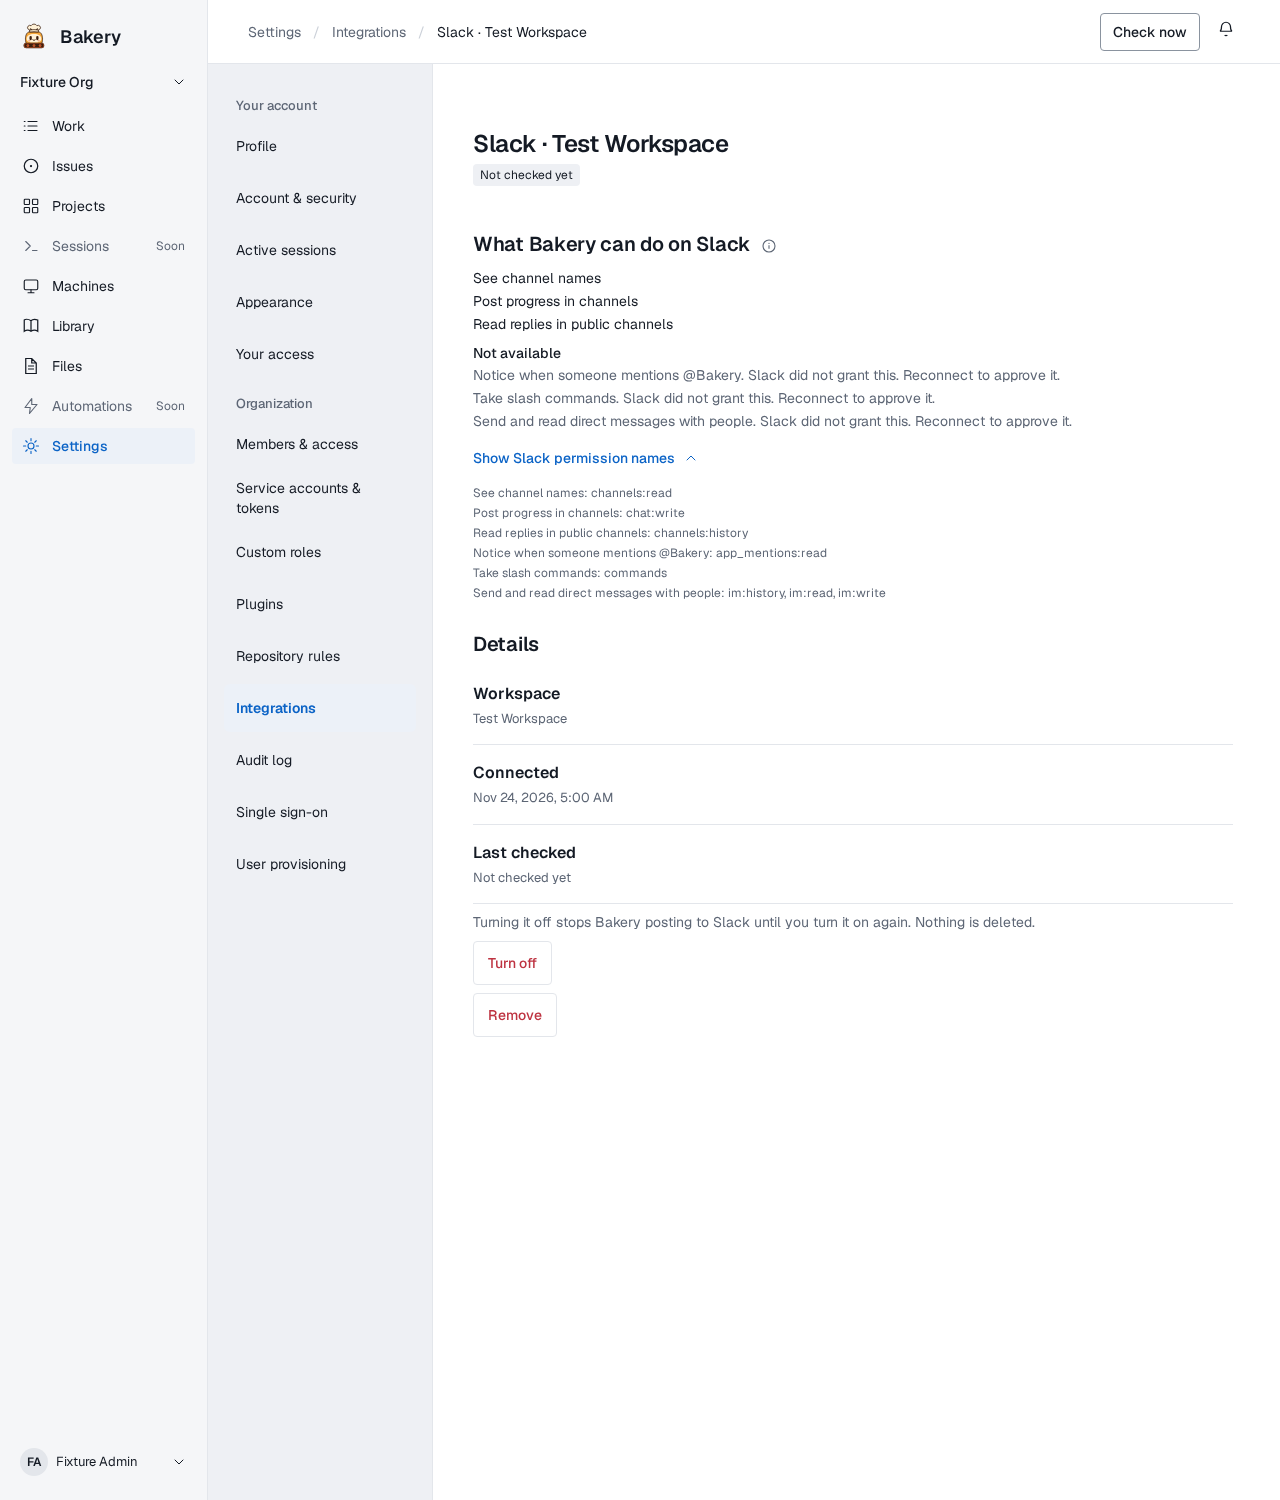 Bakery
Fixture Org
Work
Issues
Projects
Sessions Soon
Machines
Library
Files
Automations Soon
Settings
FA Fixture Admin
Settings / Integrations / Slack · Test Workspace
Check now
Your account
Profile
Account & security
Active sessions
Appearance
Your access
Organization
Members & access
Service accounts &
tokens
Custom roles
Plugins
Repository rules
Integrations
Audit log
Single sign-on
User provisioning
Slack · Test Workspace
Not checked yet
What Bakery can do on Slack
See channel names
Post progress in channels
Read replies in public channels
Not available
Notice when someone mentions @Bakery. Slack did not grant this. Reconnect to approve it.
Take slash commands. Slack did not grant this. Reconnect to approve it.
Send and read direct messages with people. Slack did not grant this. Reconnect to approve it.
Show Slack permission names
See channel names: channels:read
Post progress in channels: chat:write
Read replies in public channels: channels:history
Notice when someone mentions @Bakery: app_mentions:read
Take slash commands: commands
Send and read direct messages with people: im:history, im:read, im:write
Details
Workspace
Test Workspace
Connected
Nov 24, 2026, 5:00 AM
Last checked
Not checked yet
Turning it off stops Bakery posting to Slack until you turn it on again. Nothing is deleted.
Turn off
Remove